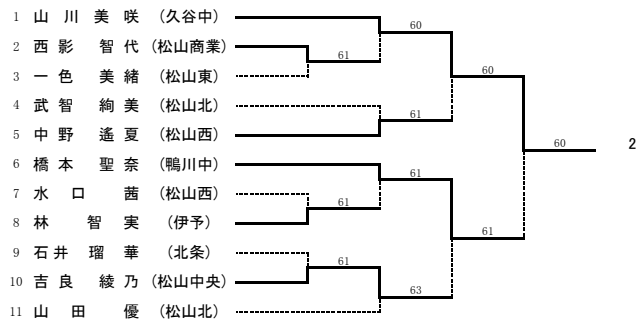 1 山川美咲 (久谷中)
60
2 西影 智代 (松山商業)
61
3 一色 美緒 (松山東)
60
4 武智 絢美 (松山北)
61
5 中野 遙夏 (松山西)
60 2
6 橋本 聖奈 (鴨川中)
61
7 水口 茜 (松山西)
61
8 林 智実 (伊予)
61
9 石井 瑠華 (北条)
61
10 吉良 綾乃 (松山中央)
63
11 山田 優 (松山北)